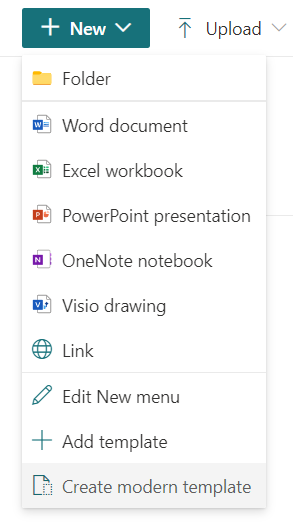 New
Upload
Folder
Word document
Excel workbook
PowerPoint presentation
OneNote notebook
Visio drawing
Link
Edit New menu
Add template
Create modern template